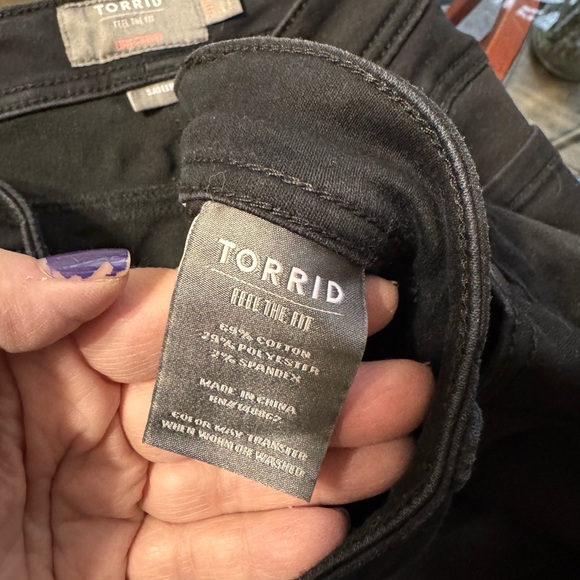 TORRID
FEEL THE FIT
TORRID
FEEL THE FIT
69% COTTON
29% POLYESTER
2% SPANDEX
MADE IN CHINA
COLOR MAY TRANSFER
WHEN WORN OR WASHED